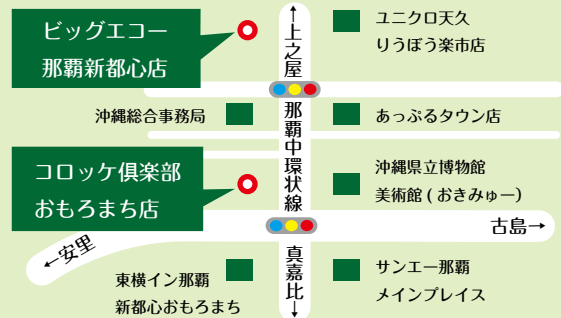 ビッグエコー
那覇新都心店
↑上之屋
ユニクロ天久
りうぼう楽市店
沖縄総合事務局
那覇中環状線
あっぷるタウン店
コロッケ倶楽部
おもろまち店
沖縄県立博物館
美術館(おきみゅー)
古島→
←安里
真嘉比↓
東横イン那覇
新都心おもろまち
サンエー那覇
メインプレイス